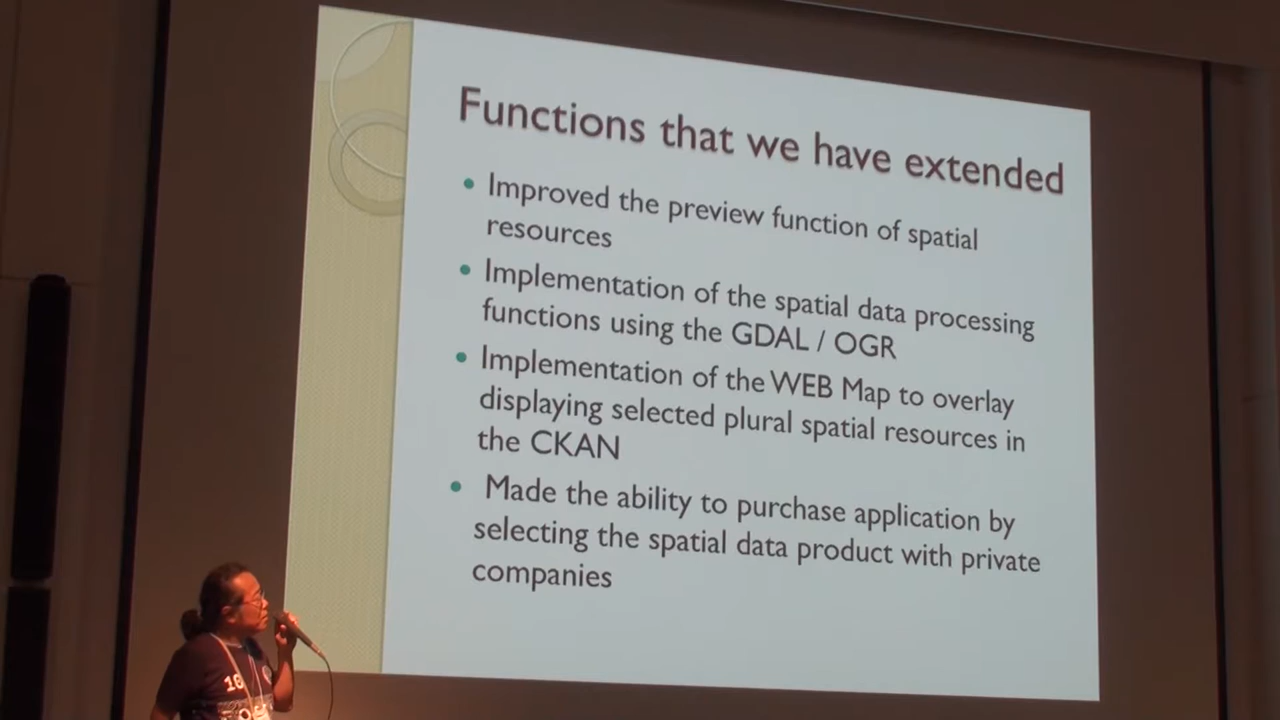 Functions that we have extended
• Improved the preview function of spatial
resources
• Implementation of the spatial data processing
functions using the GDAL / OGR
• Implementation of the WEB Map to overlay
displaying selected plural spatial resources in
the CKAN
• Made the ability to purchase application by
selecting the spatial data product with private
companies